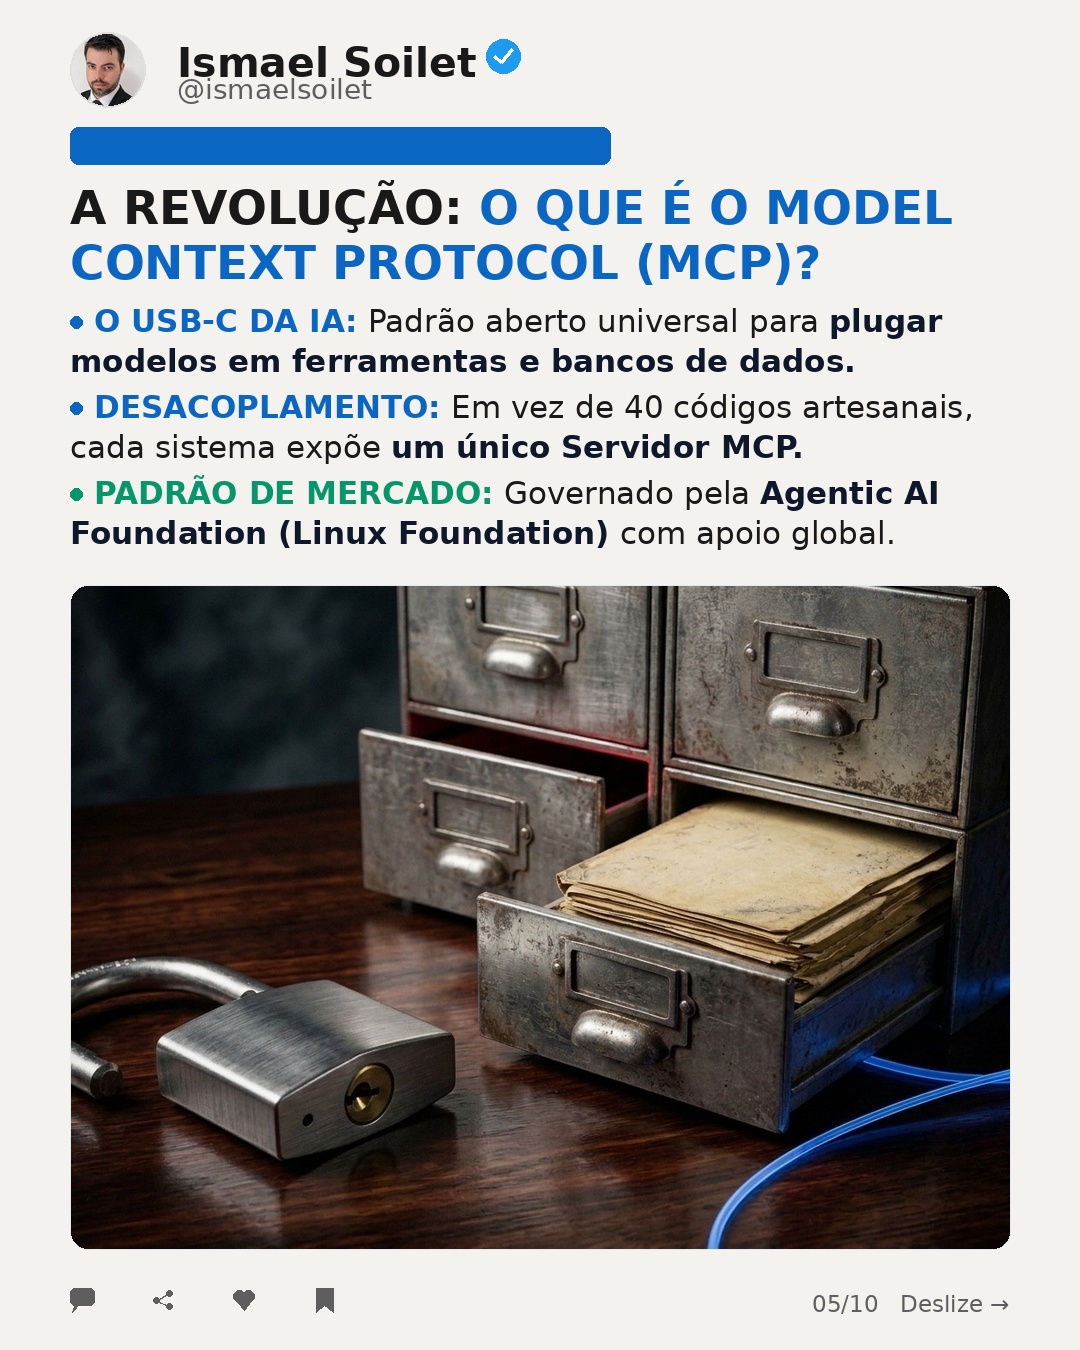 Ismael Soilet
@ismaelsoilet
A REVOLUÇÃO: O QUE É O MODEL
CONTEXT PROTOCOL (MCP)?
• O USB-C DA IA: Padrão aberto universal para plugar
modelos em ferramentas e bancos de dados.
• DESACOPLAMENTO: Em vez de 40 códigos artesanais,
cada sistema expõe um único Servidor MCP.
• PADRÃO DE MERCADO: Governado pela Agentic AI
Foundation (Linux Foundation) com apoio global.
05/10 Deslize →